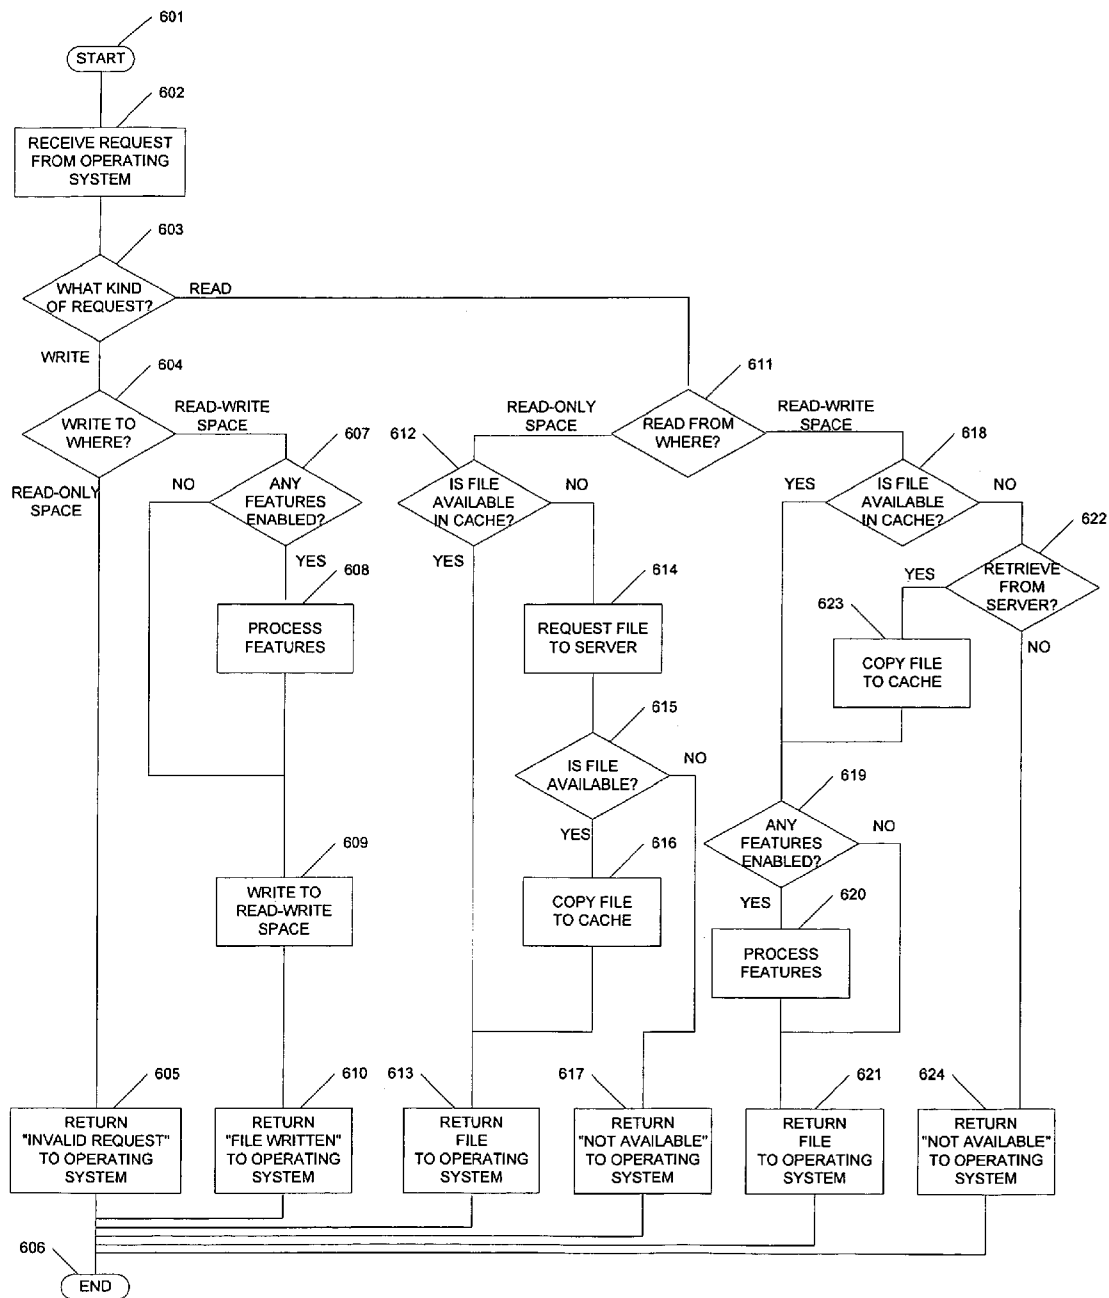 601
START
602
RECEIVE REQUEST
FROM OPERATING
SYSTEM
603
WHAT KIND
OF REQUEST?
READ
WRITE
604
WRITE TO
WHERE?
READ-WRITE
SPACE
READ-ONLY
SPACE
607
ANY
FEATURES
ENABLED?
NO
YES
608
PROCESS
FEATURES
609
WRITE TO
READ-WRITE
SPACE
611
READ FROM
WHERE?
READ-ONLY
SPACE
READ-WRITE
SPACE
612
IS FILE
AVAILABLE
IN CACHE?
NO
YES
614
REQUEST FILE
TO SERVER
615
IS FILE
AVAILABLE?
NO
YES
616
COPY FILE
TO CACHE
618
IS FILE
AVAILABLE
IN CACHE?
YES
NO
622
RETRIEVE
FROM
SERVER?
YES
NO
623
COPY FILE
TO CACHE
619
ANY
FEATURES
ENABLED?
NO
YES
620
PROCESS
FEATURES
605
RETURN
"INVALID REQUEST"
TO OPERATING
SYSTEM
610
RETURN
"FILE WRITTEN"
TO OPERATING
SYSTEM
613
RETURN
FILE
TO OPERATING
SYSTEM
617
RETURN
"NOT AVAILABLE"
TO OPERATING
SYSTEM
621
RETURN
FILE
TO OPERATING
SYSTEM
624
RETURN
"NOT AVAILABLE"
TO OPERATING
SYSTEM
606
END